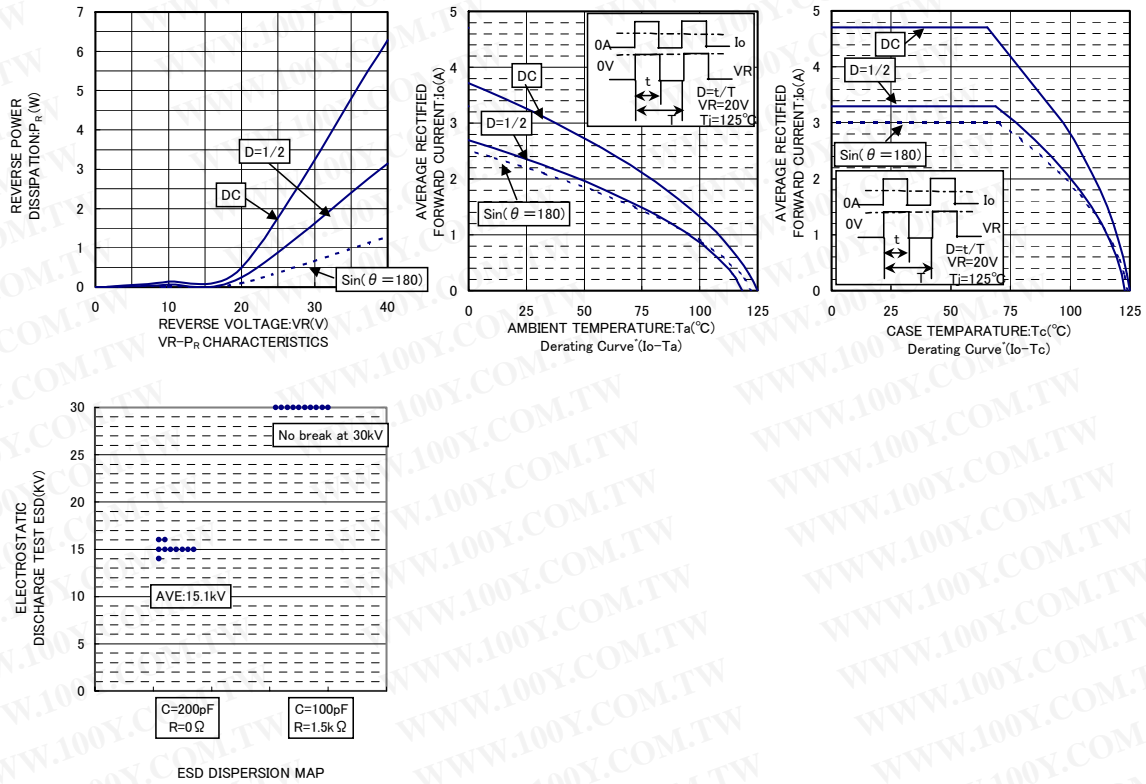 REVERSE POWER
DISSIPATION:P_R (W)
7
6
5
4
3
2
1
0
D=1/2
DC
Sin(θ=180)
0
10
20
30
40
REVERSE VOLTAGE:VR(V)
VR-P_R CHARACTERISTICS
AVERAGE RECTIFIED
FORWARD CURRENT:Io(A)
5
4
3
2
1
0
DC
D=1/2
Sin(θ=180)
0A
Io
0V
VR
t
T
D=t/T
VR=20V
Tj=125℃
0
25
50
75
100
125
AMBIENT TEMPERATURE:Ta(℃)
Derating Curve*(Io-Ta)
AVERAGE RECTIFIED
FORWARD CURRENT:Io(A)
5
4
3
2
1
0
DC
D=1/2
Sin(θ=180)
0A
Io
0V
VR
t
T
D=t/T
VR=20V
Tj=125℃
0
25
50
75
100
125
CASE TEMPARATURE:Tc(℃)
Derating Curve*(Io-Tc)
ELECTROSTATIC
DISCHARGE TEST ESD(KV)
30
25
20
15
10
5
0
No break at 30kV
AVE:15.1kV
C=200pF
R=0Ω
C=100pF
R=1.5kΩ
ESD DISPERSION MAP
WWW.100Y.COM.TW